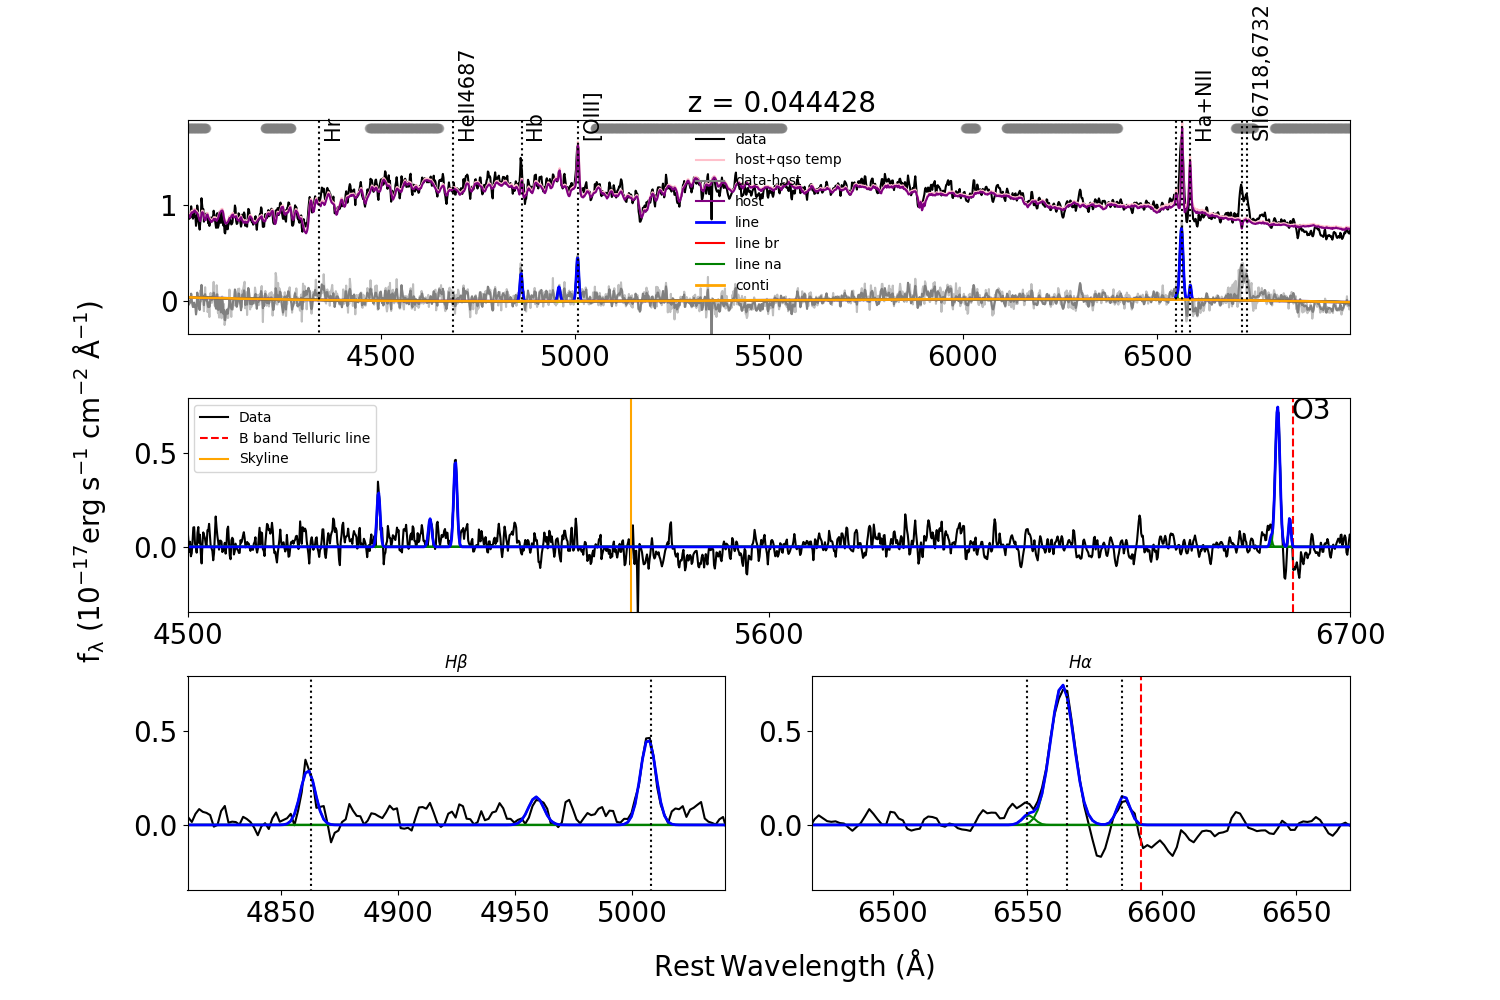 z = 0.044428
Hr
HeII4687
Hb
[OIII]
Ha+NII
SII6718,6732
data
host+qso temp
data-host
host
line
line br
line na
conti
1
0
4500 5000 5500 6000 6500
fλ (10⁻¹⁷erg s⁻¹ cm⁻² Å⁻¹)
Data
B band Telluric line
Skyline
O3
0.5
0.0
4500 5600 6700
Hβ
0.5
0.0
4850 4900 4950 5000
Hα
0.5
0.0
6500 6550 6600 6650
Rest Wavelength (Å)